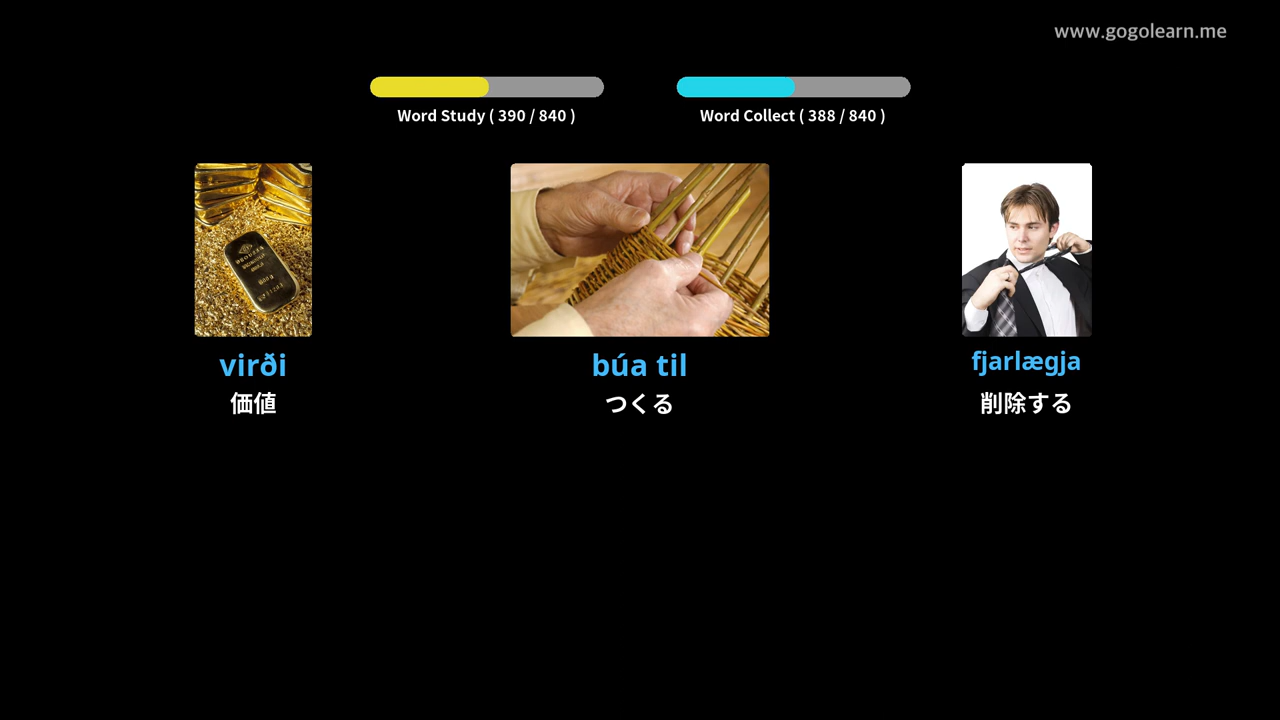 www.gogolearn.me
Word Study ( 390 / 840 )
Word Collect ( 388 / 840 )
virði
búa til
fjarlægja
価値
つくる
削除する